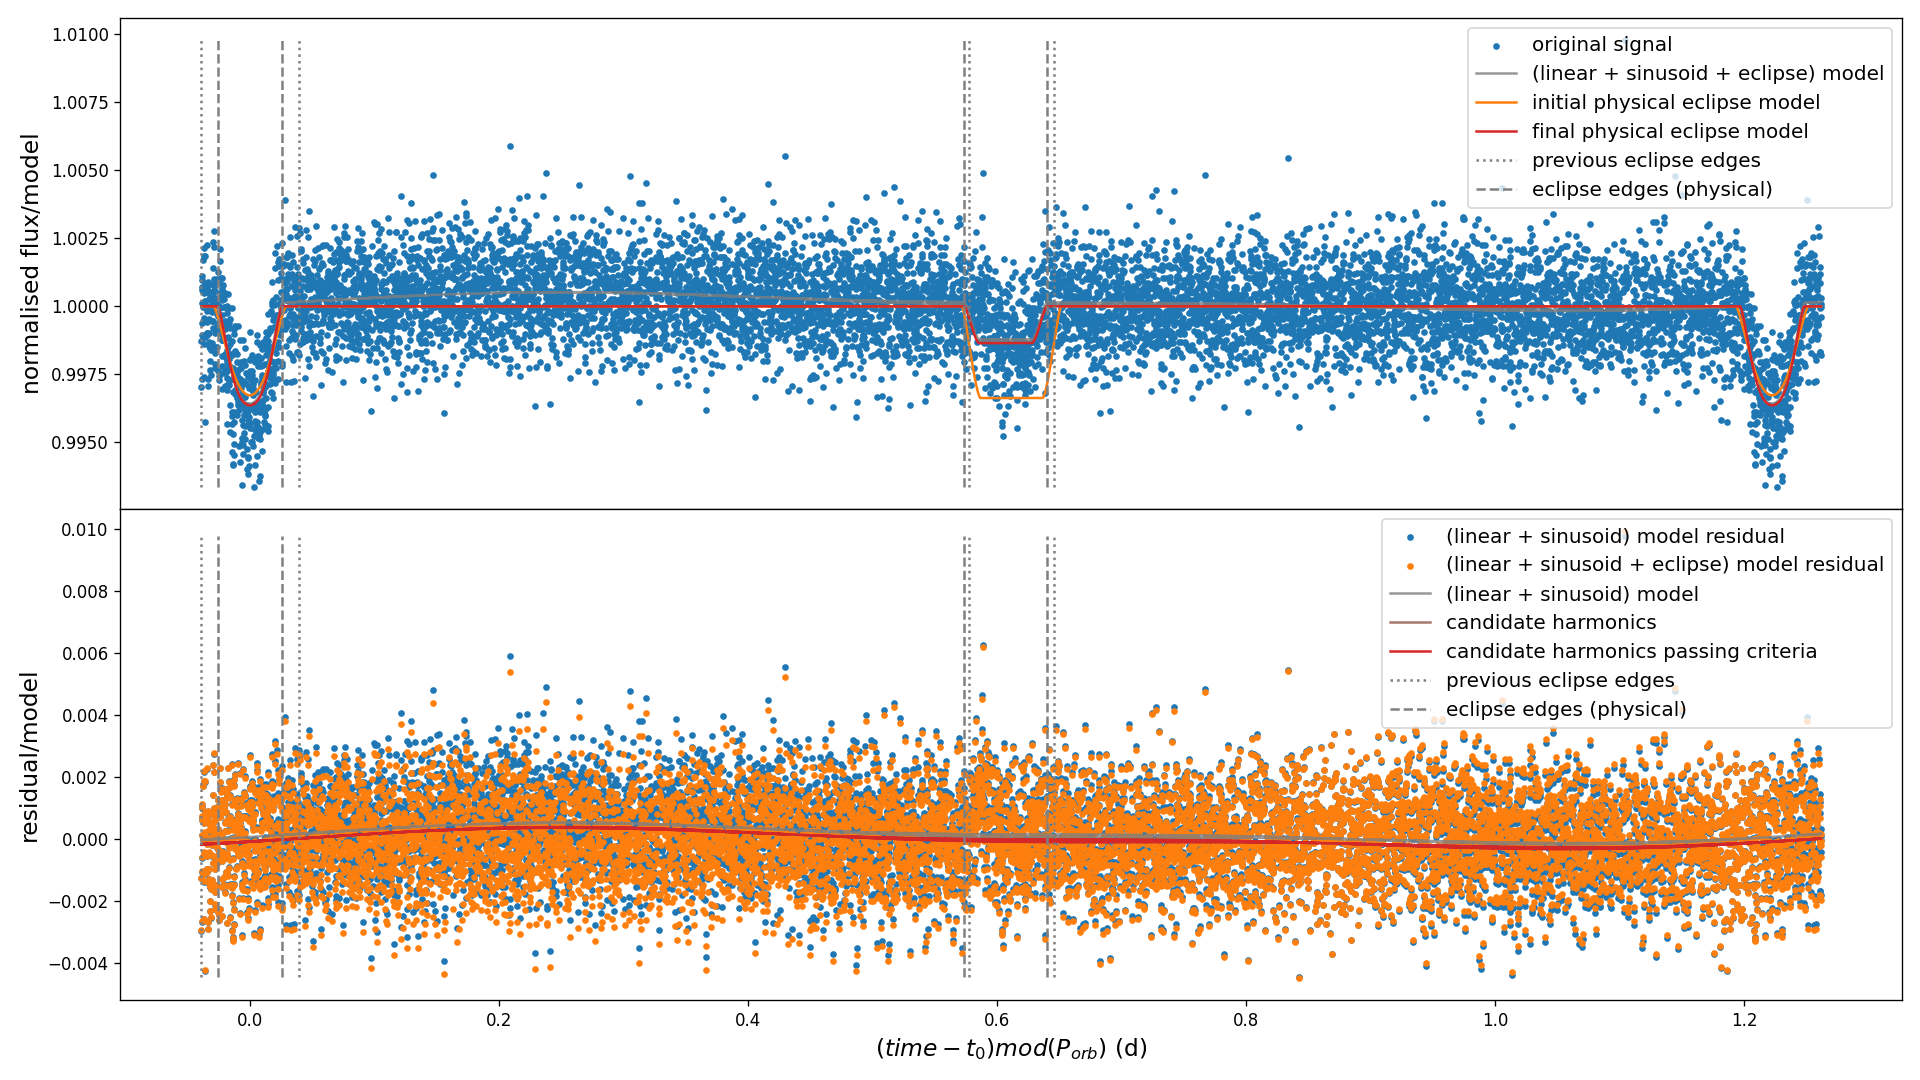 1.0100
1.0075
1.0050
1.0025
1.0000
0.9975
0.9950
normalised flux/model
original signal
(linear + sinusoid + eclipse) model
initial physical eclipse model
final physical eclipse model
previous eclipse edges
eclipse edges (physical)
0.010
0.008
0.006
0.004
0.002
0.000
−0.002
−0.004
residual/model
(linear + sinusoid) model residual
(linear + sinusoid + eclipse) model residual
(linear + sinusoid) model
candidate harmonics
candidate harmonics passing criteria
previous eclipse edges
eclipse edges (physical)
0.0 0.2 0.4 0.6 0.8 1.0 1.2
(time − t₀)mod(Pₒᵣb) (d)